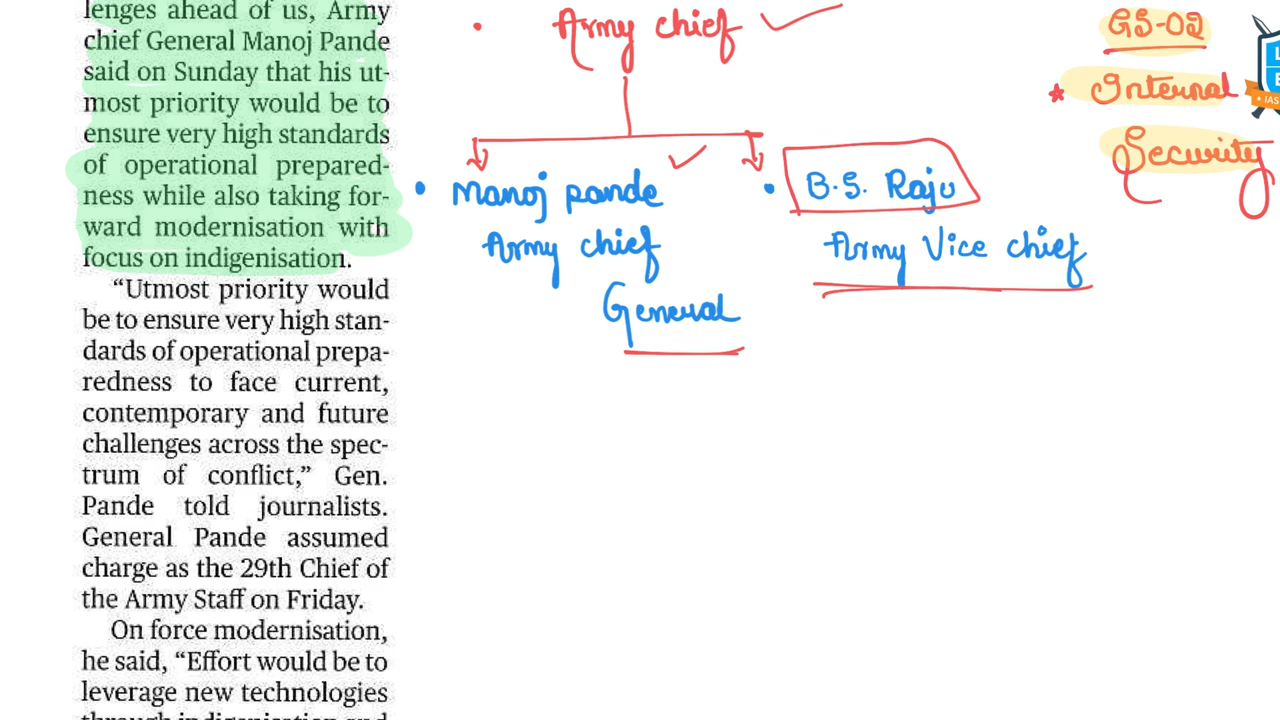 lenges ahead of us, Army
chief General Manoj Pande
said on Sunday that his ut-
most priority would be to
ensure very high standards
of operational prepared-
ness while also taking for-
ward modernisation with
focus on indigenisation.
“Utmost priority would
be to ensure very high stan-
dards of operational prepa-
redness to face current,
contemporary and future
challenges across the spec-
trum of conflict,” Gen.
Pande told journalists.
General Pande assumed
charge as the 29th Chief of
the Army Staff on Friday.
On force modernisation,
he said, “Effort would be to
leverage new technologies
through indigenisation and
• Army chief
• Manoj pande
Army chief
General
• B.S. Raju
Army Vice chief
GS-02
Internal
Security
IAS